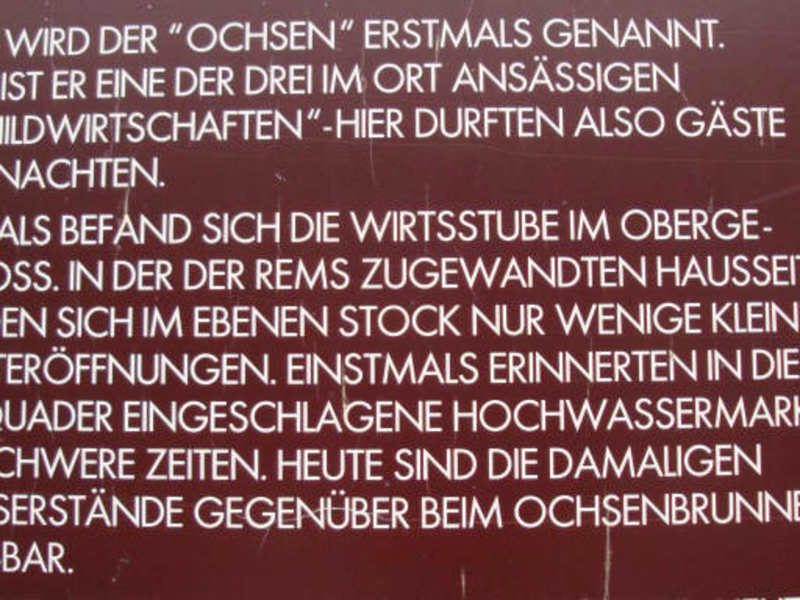 WIRD DER "OCHSEN" ERSTMALS GENANNT.
IST ER EINE DER DREI IM ORT ANSÄSSIGEN
HILDWIRTSCHAFTEN"-HIER DURFTEN ALSO GÄSTE
NACHTEN.
ALS BEFAND SICH DIE WIRTSSTUBE IM OBERGE-
OSS. IN DER DER REMS ZUGEWANDTEN HAUSSEIT
EN SICH IM EBENEN STOCK NUR WENIGE KLEIN
TERÖFFNUNGEN. EINSTMALS ERINNERTEN IN DIE
QUADER EINGESCHLAGENE HOCHWASSERMARK
CHWERE ZEITEN. HEUTE SIND DIE DAMALIGEN
SERSTÄNDE GEGENÜBER BEIM OCHSENBRUNNE
BAR.